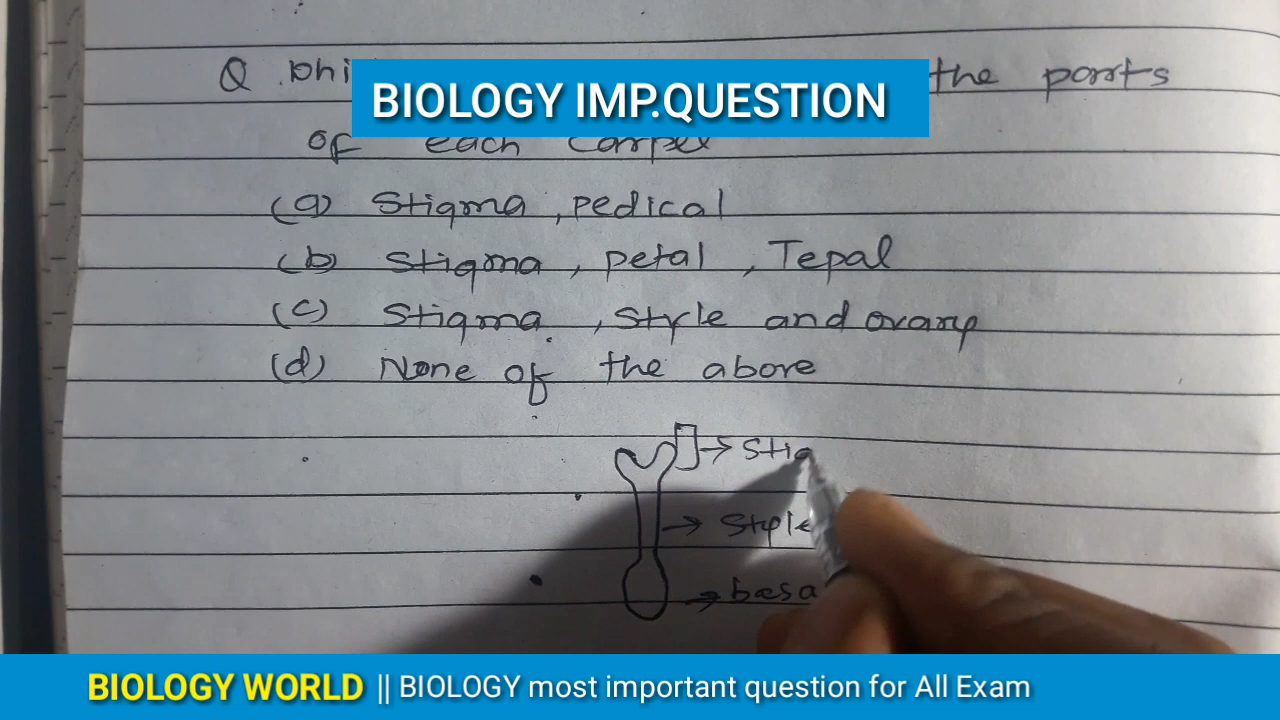 BIOLOGY IMP.QUESTION
Q the parts
of each carpel
(a) Stigma, pedical
(b) Stigma, petal, Tepal
(c) Stigma, Style and ovary
(d) None of the above
→ Stig
→ Style
→ basa
BIOLOGY WORLD || BIOLOGY most important question for All Exam